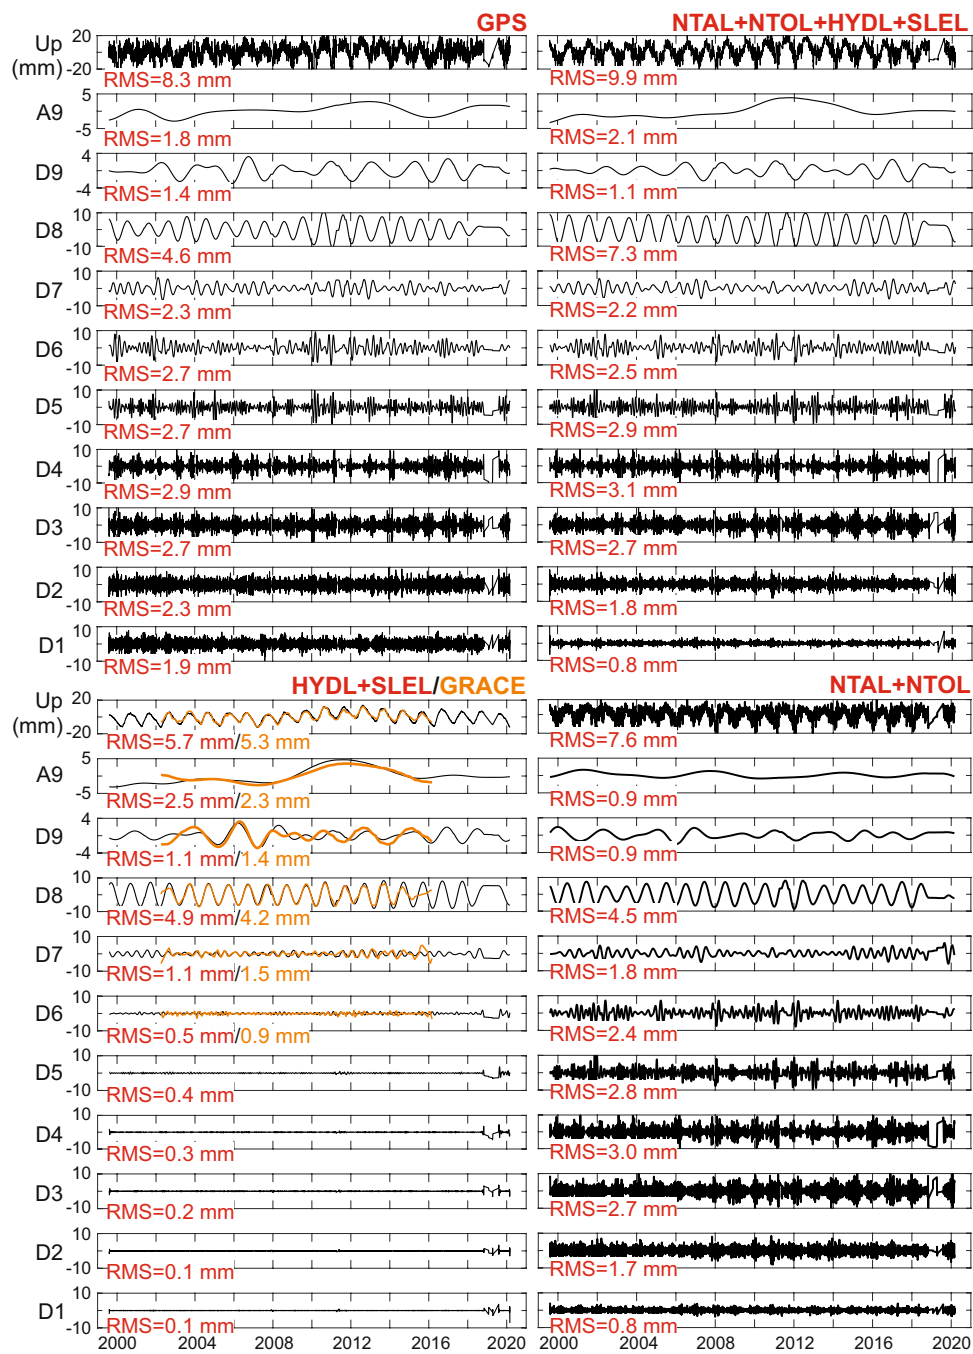 GPS NTAL+NTOL+HYDL+SLEL
Up (mm) 20 -20 RMS=8.3 mm RMS=9.9 mm
A9 5 -5 RMS=1.8 mm RMS=2.1 mm
D9 4 -4 RMS=1.4 mm RMS=1.1 mm
D8 10 -10 RMS=4.6 mm RMS=7.3 mm
D7 10 -10 RMS=2.3 mm RMS=2.2 mm
D6 10 -10 RMS=2.7 mm RMS=2.5 mm
D5 10 -10 RMS=2.7 mm RMS=2.9 mm
D4 10 -10 RMS=2.9 mm RMS=3.1 mm
D3 10 -10 RMS=2.7 mm RMS=2.7 mm
D2 10 -10 RMS=2.3 mm RMS=1.8 mm
D1 10 -10 RMS=1.9 mm RMS=0.8 mm
HYDL+SLEL/GRACE NTAL+NTOL
Up (mm) 20 -20 RMS=5.7 mm/5.3 mm RMS=7.6 mm
A9 5 -5 RMS=2.5 mm/2.3 mm RMS=0.9 mm
D9 4 -4 RMS=1.1 mm/1.4 mm RMS=0.9 mm
D8 10 -10 RMS=4.9 mm/4.2 mm RMS=4.5 mm
D7 10 -10 RMS=1.1 mm/1.5 mm RMS=1.8 mm
D6 10 -10 RMS=0.5 mm/0.9 mm RMS=2.4 mm
D5 10 -10 RMS=0.4 mm RMS=2.8 mm
D4 10 -10 RMS=0.3 mm RMS=3.0 mm
D3 10 -10 RMS=0.2 mm RMS=2.7 mm
D2 10 -10 RMS=0.1 mm RMS=1.7 mm
D1 10 -10 RMS=0.1 mm RMS=0.8 mm
2000 2004 2008 2012 2016 2020 2000 2004 2008 2012 2016 2020